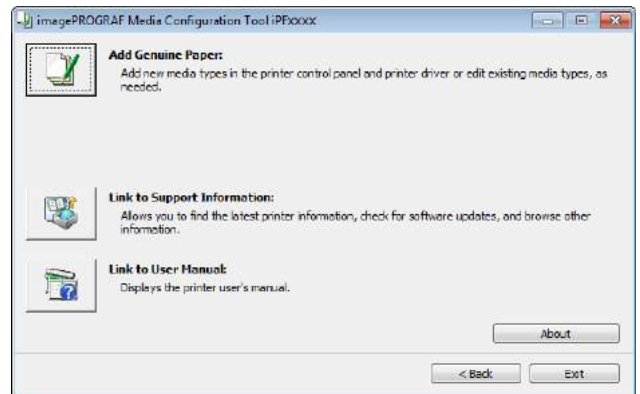 imagePROGRAF Media Configuration Tool iPFxxxx
Add Genuine Paper:
Add new media types in the printer control panel and printer driver or edit existing media types, as
needed.
Link to Support Information:
Allows you to find the latest printer information, check for software updates, and browse other
information.
Link to User Manual:
Displays the printer user's manual.
About
< Back
Exit